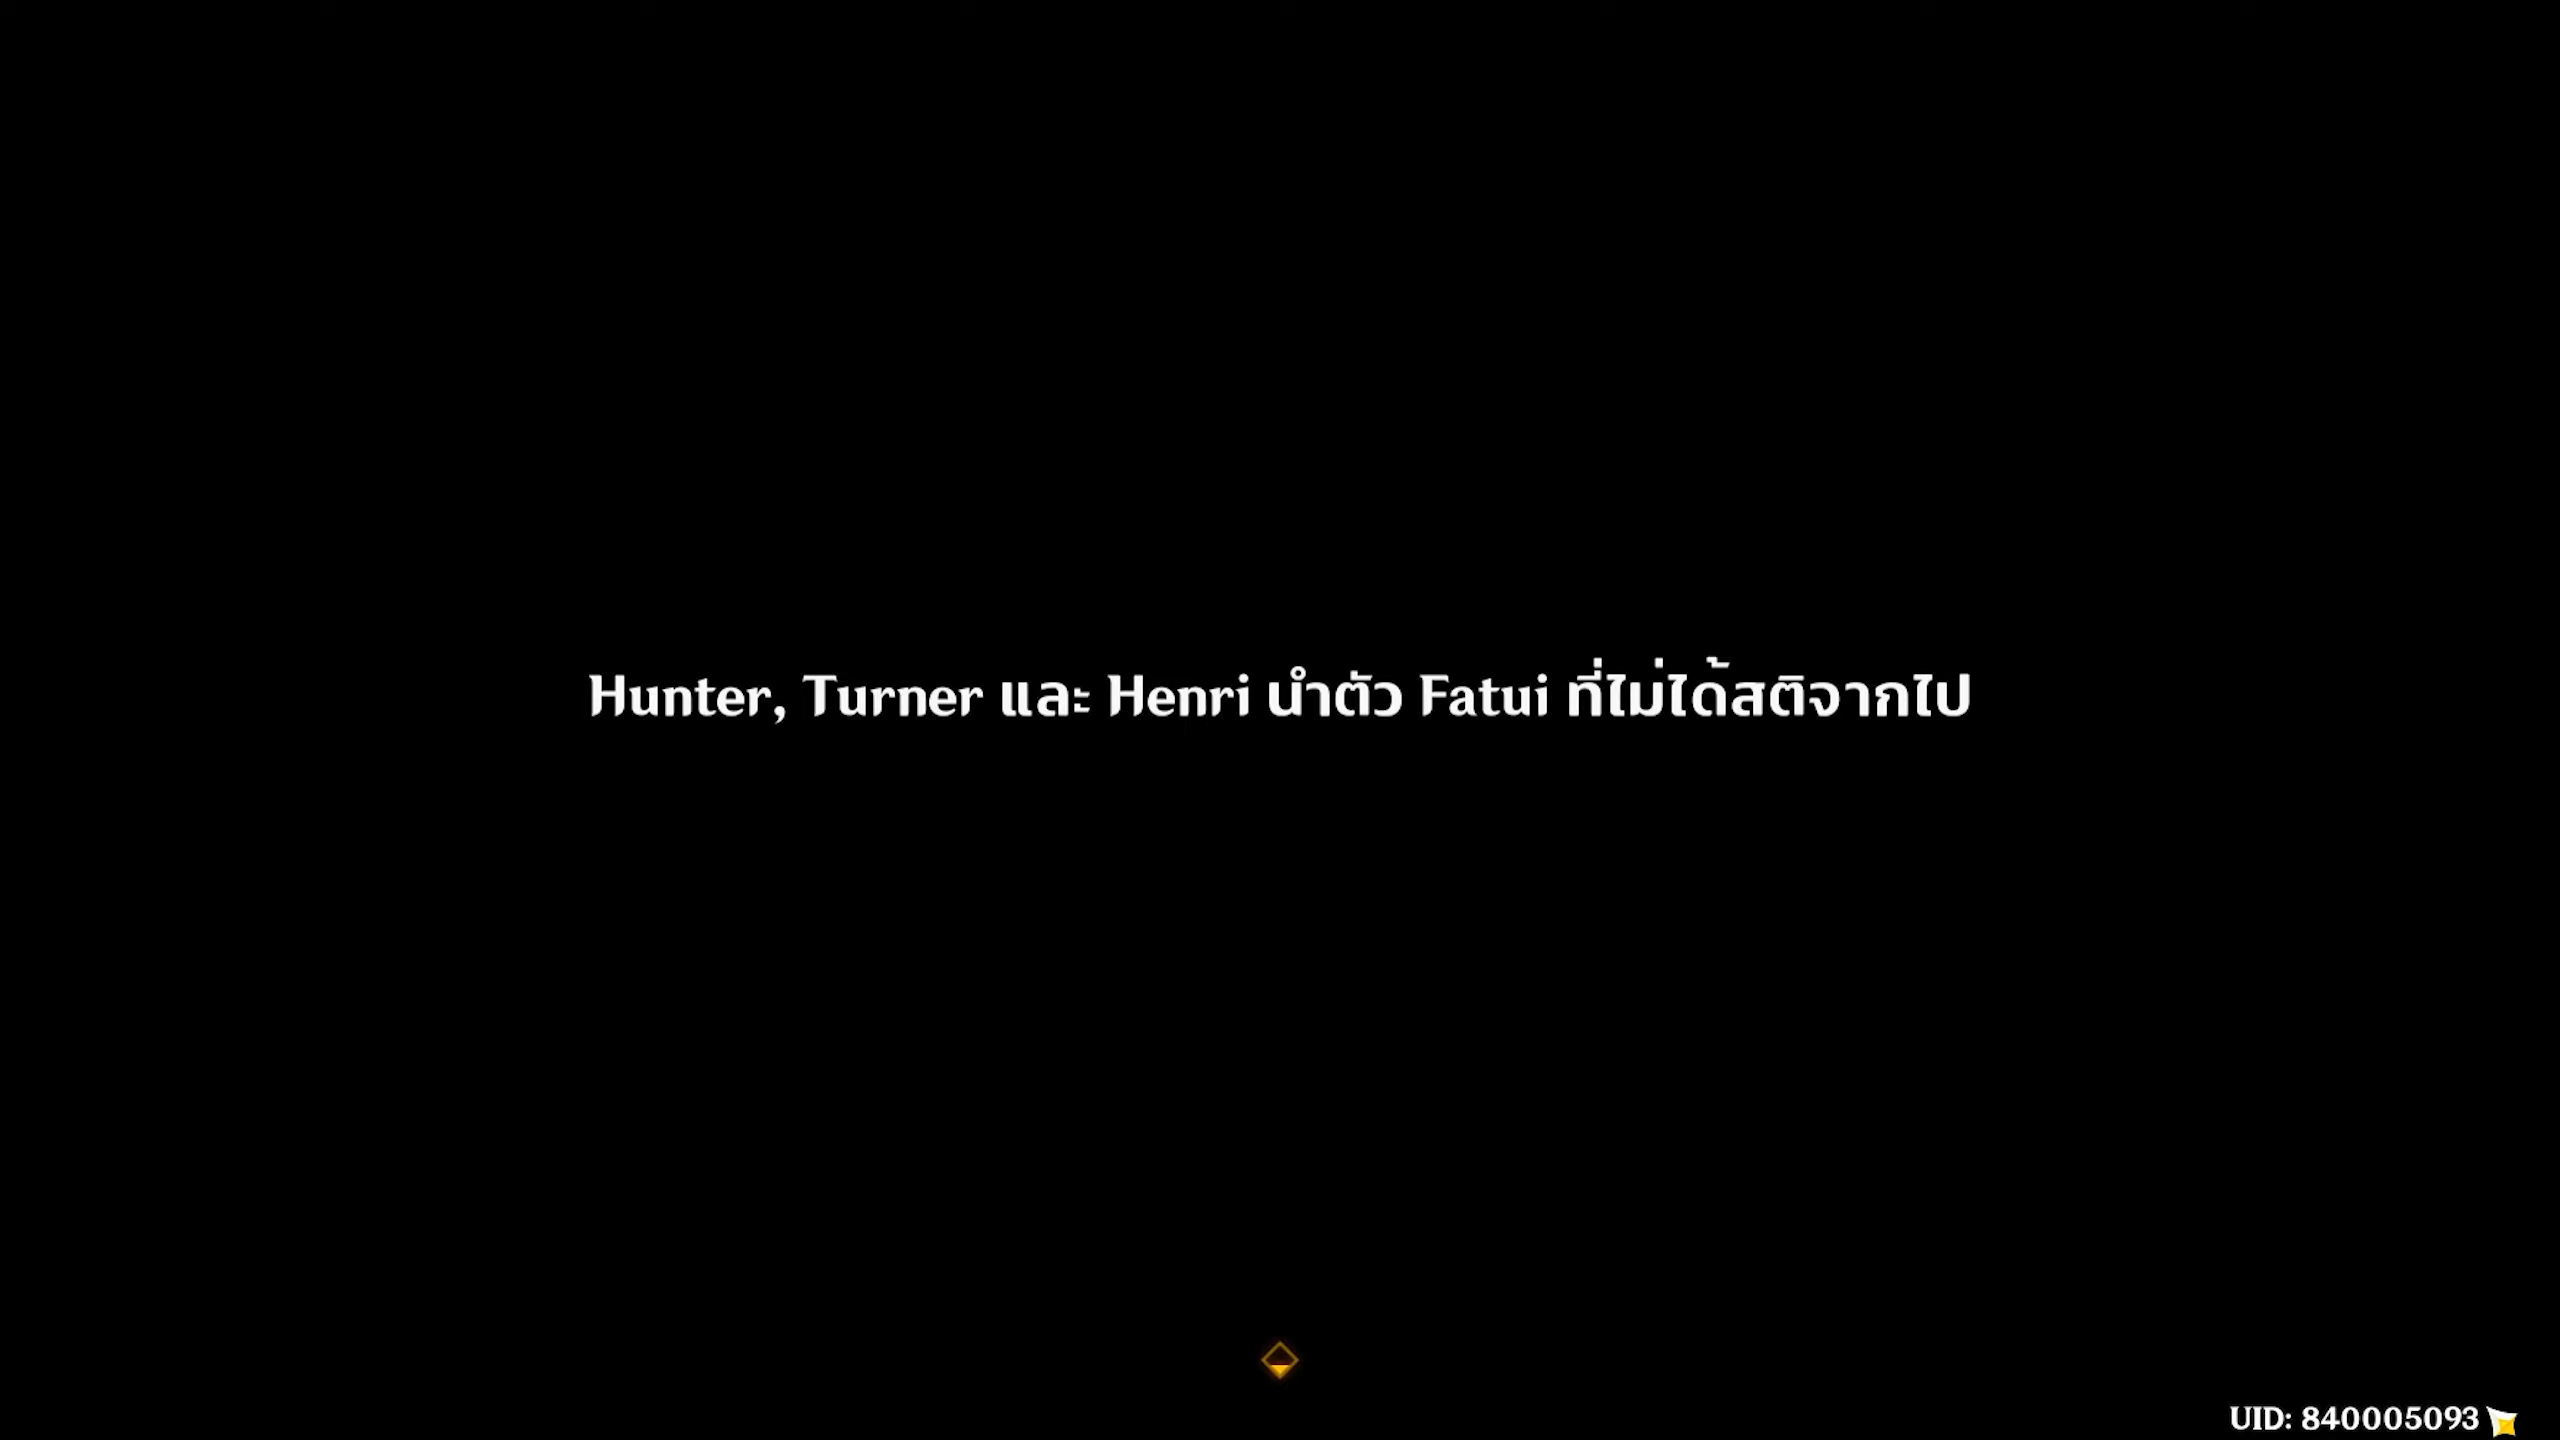 Hunter, Turner และ Henri นำตัว Fatui ที่ไม่ได้สติจากไป
UID: 840005093